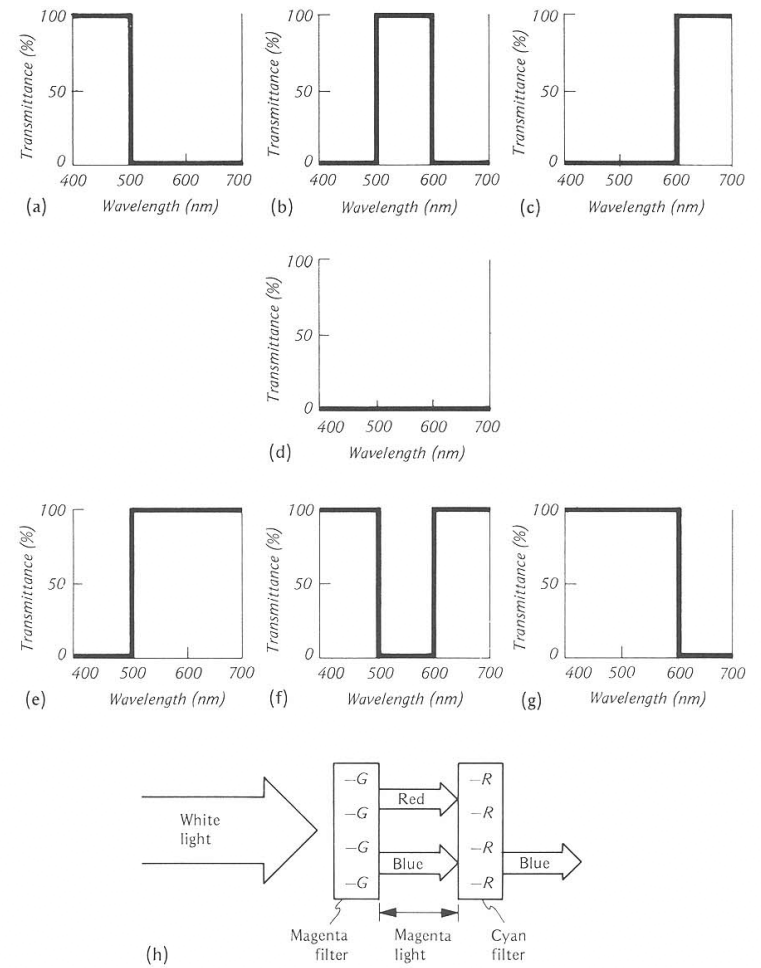 100
50
0
Transmittance (%)
400 500 600 700
(a) Wavelength (nm)
100
50
0
Transmittance (%)
400 500 600 700
(b) Wavelength (nm)
100
50
0
Transmittance (%)
400 500 600 700
(c) Wavelength (nm)
100
50
0
Transmittance (%)
400 500 600 700
(d) Wavelength (nm)
100
50
0
Transmittance (%)
400 500 600 700
(e) Wavelength (nm)
100
50
0
Transmittance (%)
400 500 600 700
(f) Wavelength (nm)
100
50
0
Transmittance (%)
400 500 600 700
(g) Wavelength (nm)
White
light
–G
–G
–G
–G
Red
Blue
–R
–R
–R
–R
Blue
Magenta
filter
Magenta
light
Cyan
filter
(h)